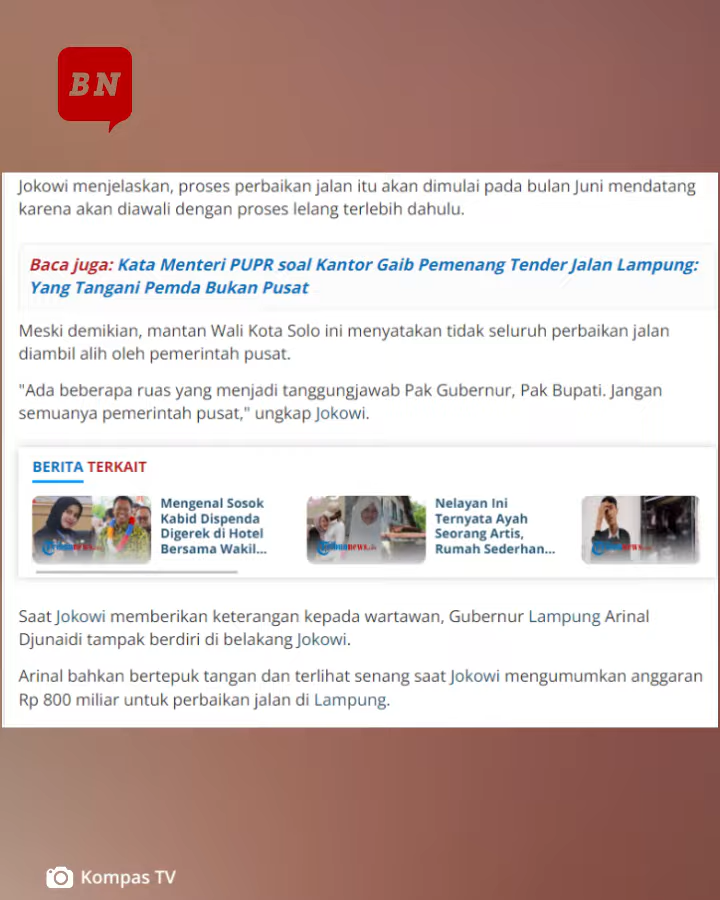 BN
Jokowi menjelaskan, proses perbaikan jalan itu akan dimulai pada bulan Juni mendatang
karena akan diawali dengan proses lelang terlebih dahulu.
Baca juga: Kata Menteri PUPR soal Kantor Gaib Pemenang Tender Jalan Lampung:
Yang Tangani Pemda Bukan Pusat
Meski demikian, mantan Wali Kota Solo ini menyatakan tidak seluruh perbaikan jalan
diambil alih oleh pemerintah pusat.
"Ada beberapa ruas yang menjadi tanggungjawab Pak Gubernur, Pak Bupati. Jangan
semuanya pemerintah pusat," ungkap Jokowi.
BERITA TERKAIT
Mengenal Sosok
Kabid Dispenda
Digerek di Hotel
Bersama Wakil...
Nelayan Ini
Ternyata Ayah
Seorang Artis,
Rumah Sederhan...
Saat Jokowi memberikan keterangan kepada wartawan, Gubernur Lampung Arinal
Djunaidi tampak berdiri di belakang Jokowi.
Arinal bahkan bertepuk tangan dan terlihat senang saat Jokowi mengumumkan anggaran
Rp 800 miliar untuk perbaikan jalan di Lampung.
Kompas TV